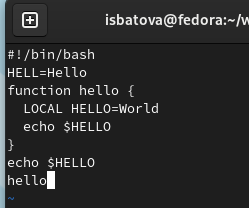 isbatova@fedora:~/w
#!/bin/bash
HELL=Hello
function hello {
  LOCAL HELLO=World
  echo $HELLO
}
echo $HELLO
hello
~